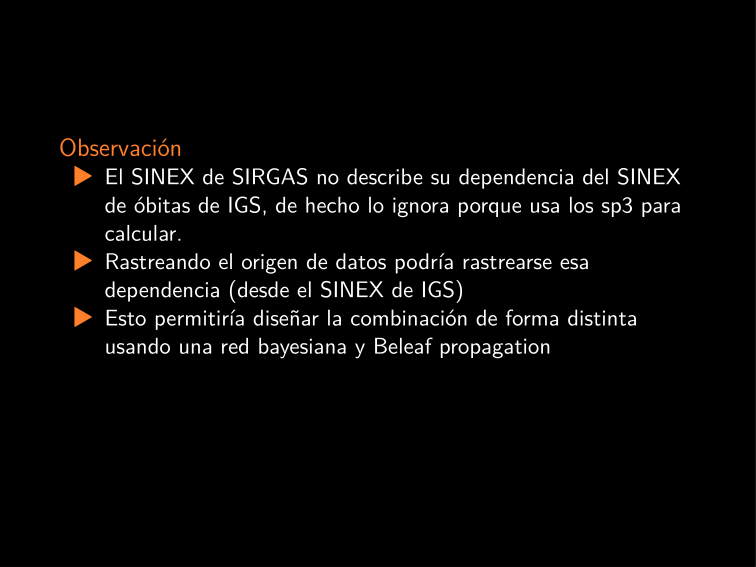 Observación
▶ El SINEX de SIRGAS no describe su dependencia del SINEX
de óbitas de IGS, de hecho lo ignora porque usa los sp3 para
calcular.
▶ Rastreando el origen de datos podría rastrearse esa
dependencia (desde el SINEX de IGS)
▶ Esto permitiría diseñar la combinación de forma distinta
usando una red bayesiana y Beleaf propagation